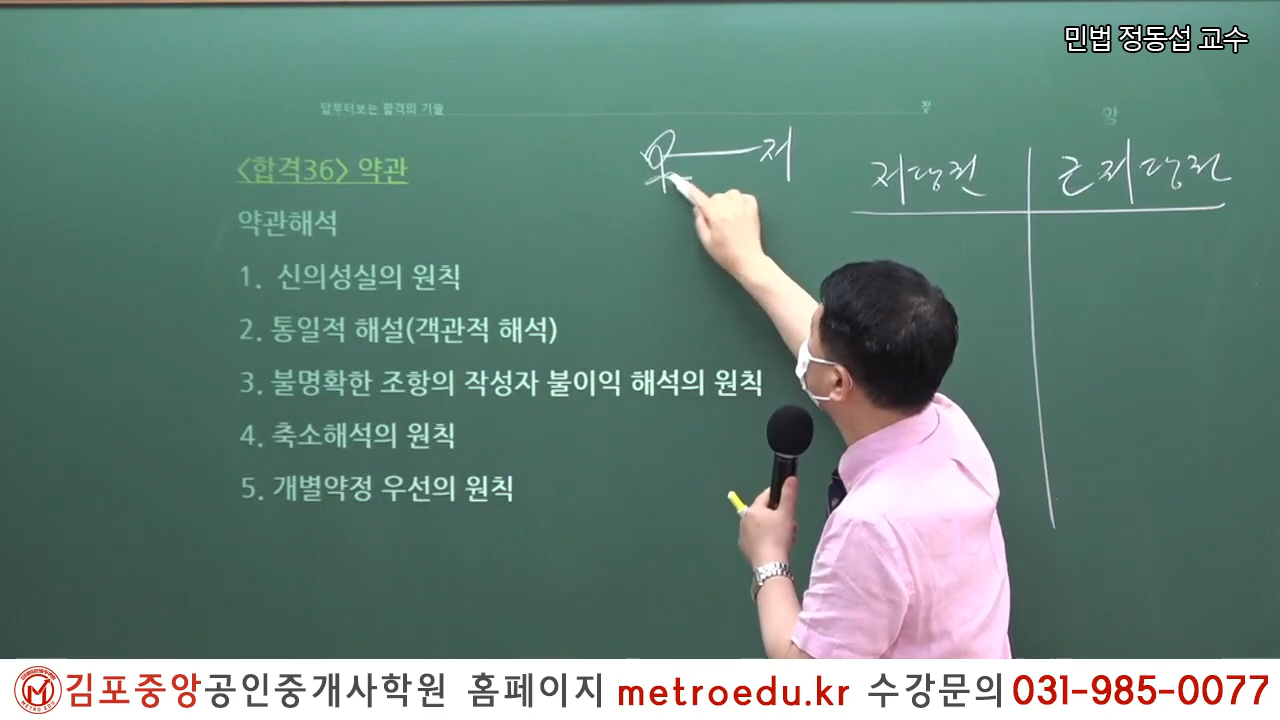 민법 정동섭 교수
답부터보는 합격의 기술
정
앙
<합격36> 약관
저
저당권
근저당권
약관해석
1. 신의성실의 원칙
2. 통일적 해설(객관적 해석)
3. 불명확한 조항의 작성자 불이익 해석의 원칙
4. 축소해석의 원칙
5. 개별약정 우선의 원칙
METRO EDU
김포중앙공인중개사학원 홈페이지 metroedu.kr 수강문의 031-985-0077